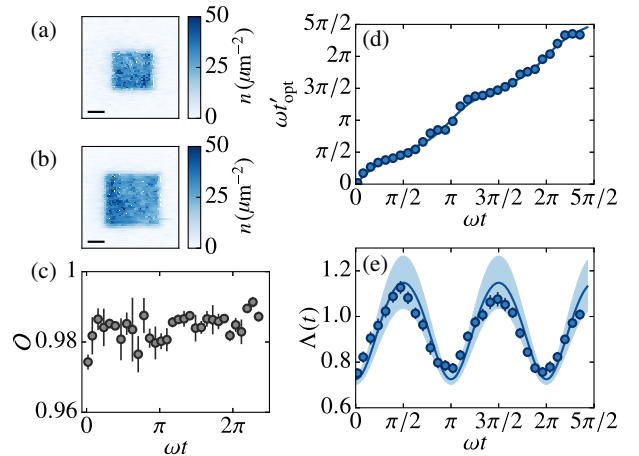 (a)
50
25
0
n (μm⁻²)
(b)
50
25
0
n (μm⁻²)
(c)
1
0.98
0.96
O
0
π
2π
ωt
(d)
5π/2
2π
3π/2
π
π/2
0
ωt′opt
0
π/2
π
3π/2
2π
5π/2
ωt
(e)
1.2
1.0
0.8
0.6
Λ(t)
0
π/2
π
3π/2
2π
5π/2
ωt